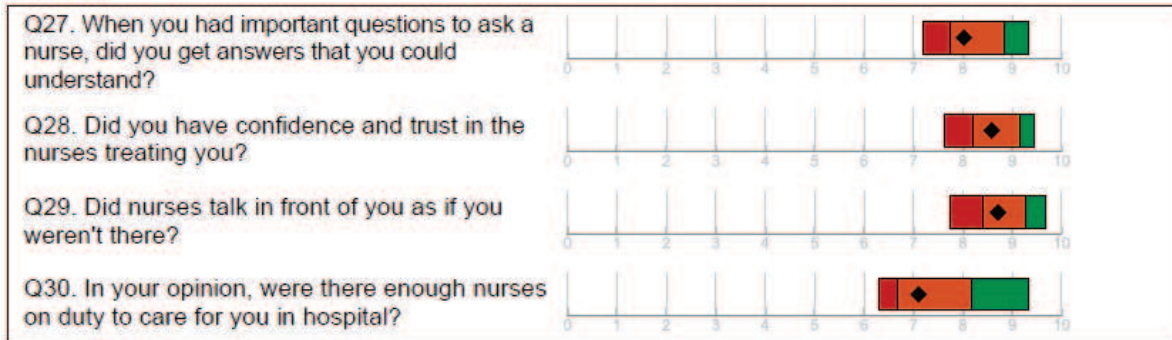 Q27. When you had important questions to ask a
nurse, did you get answers that you could
understand?
0 1 2 3 4 5 6 7 8 9 10
Q28. Did you have confidence and trust in the
nurses treating you?
0 1 2 3 4 5 6 7 8 9 10
Q29. Did nurses talk in front of you as if you
weren't there?
0 1 2 3 4 5 6 7 8 9 10
Q30. In your opinion, were there enough nurses
on duty to care for you in hospital?
0 1 2 3 4 5 6 7 8 9 10